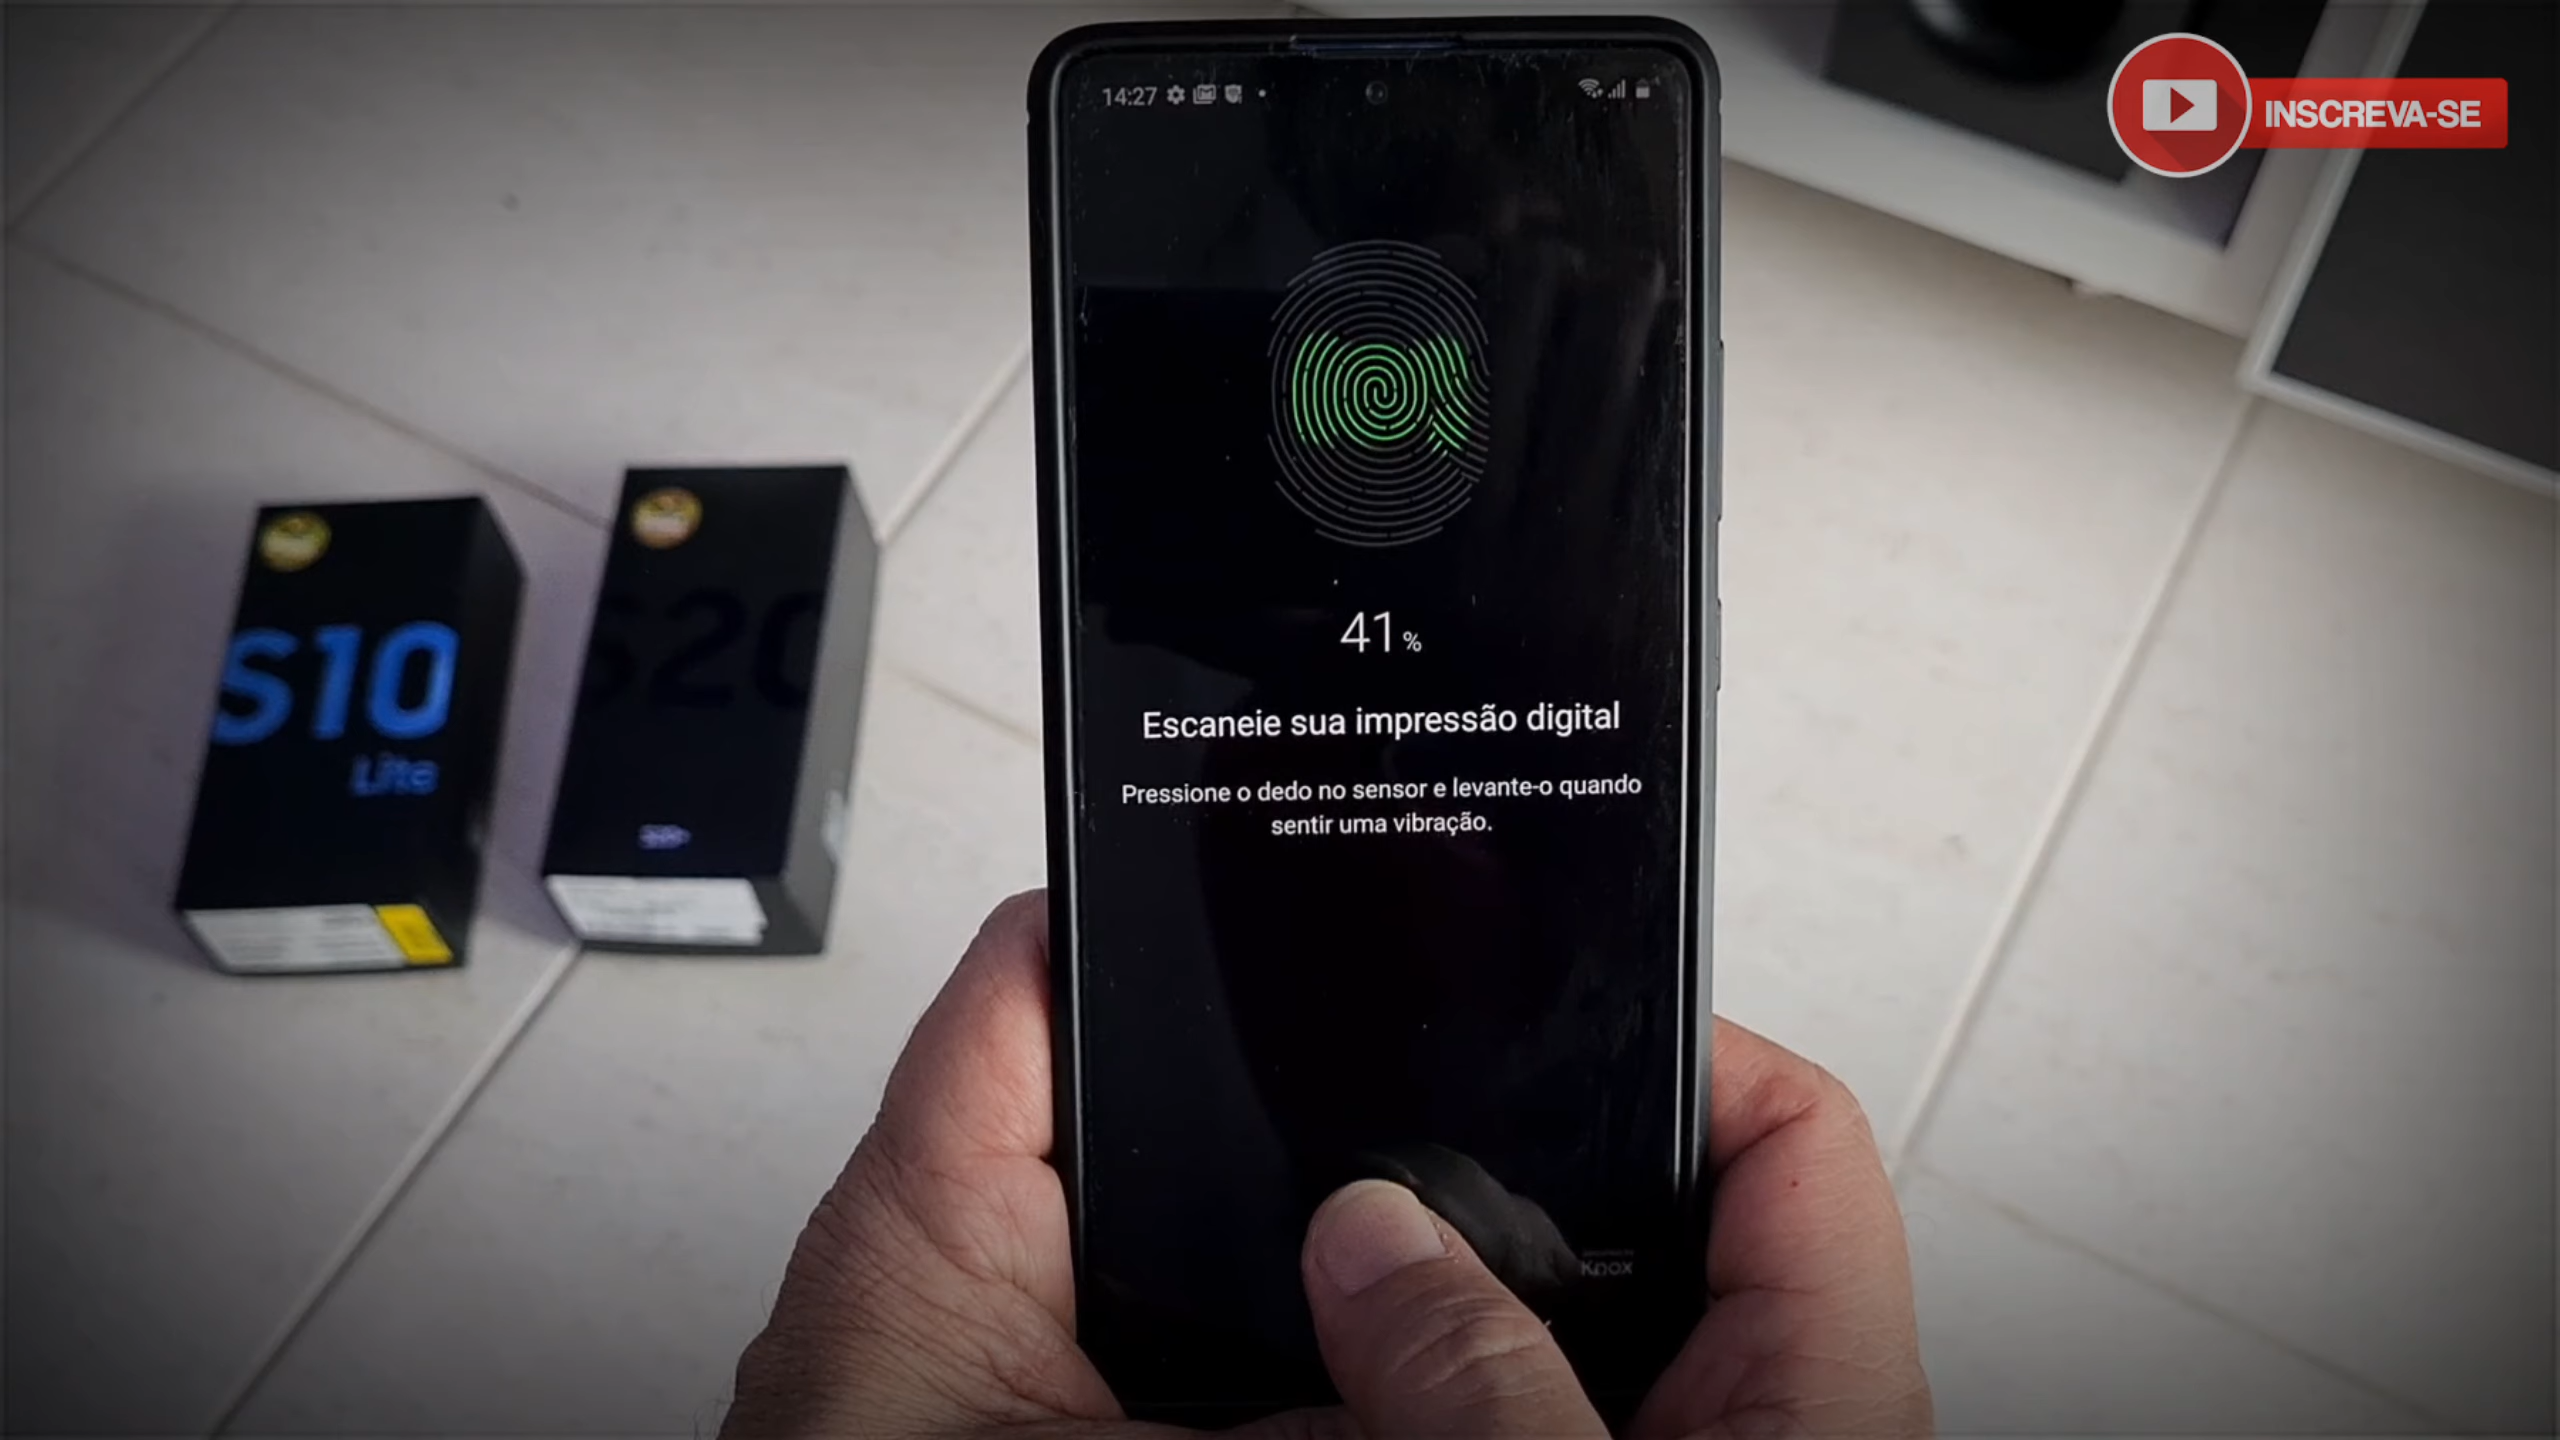 14:27
INSCREVA-SE
41%
Escaneie sua impressão digital
Pressione o dedo no sensor e levante-o quando
sentir uma vibração.
Knox
S10
Lite
S20